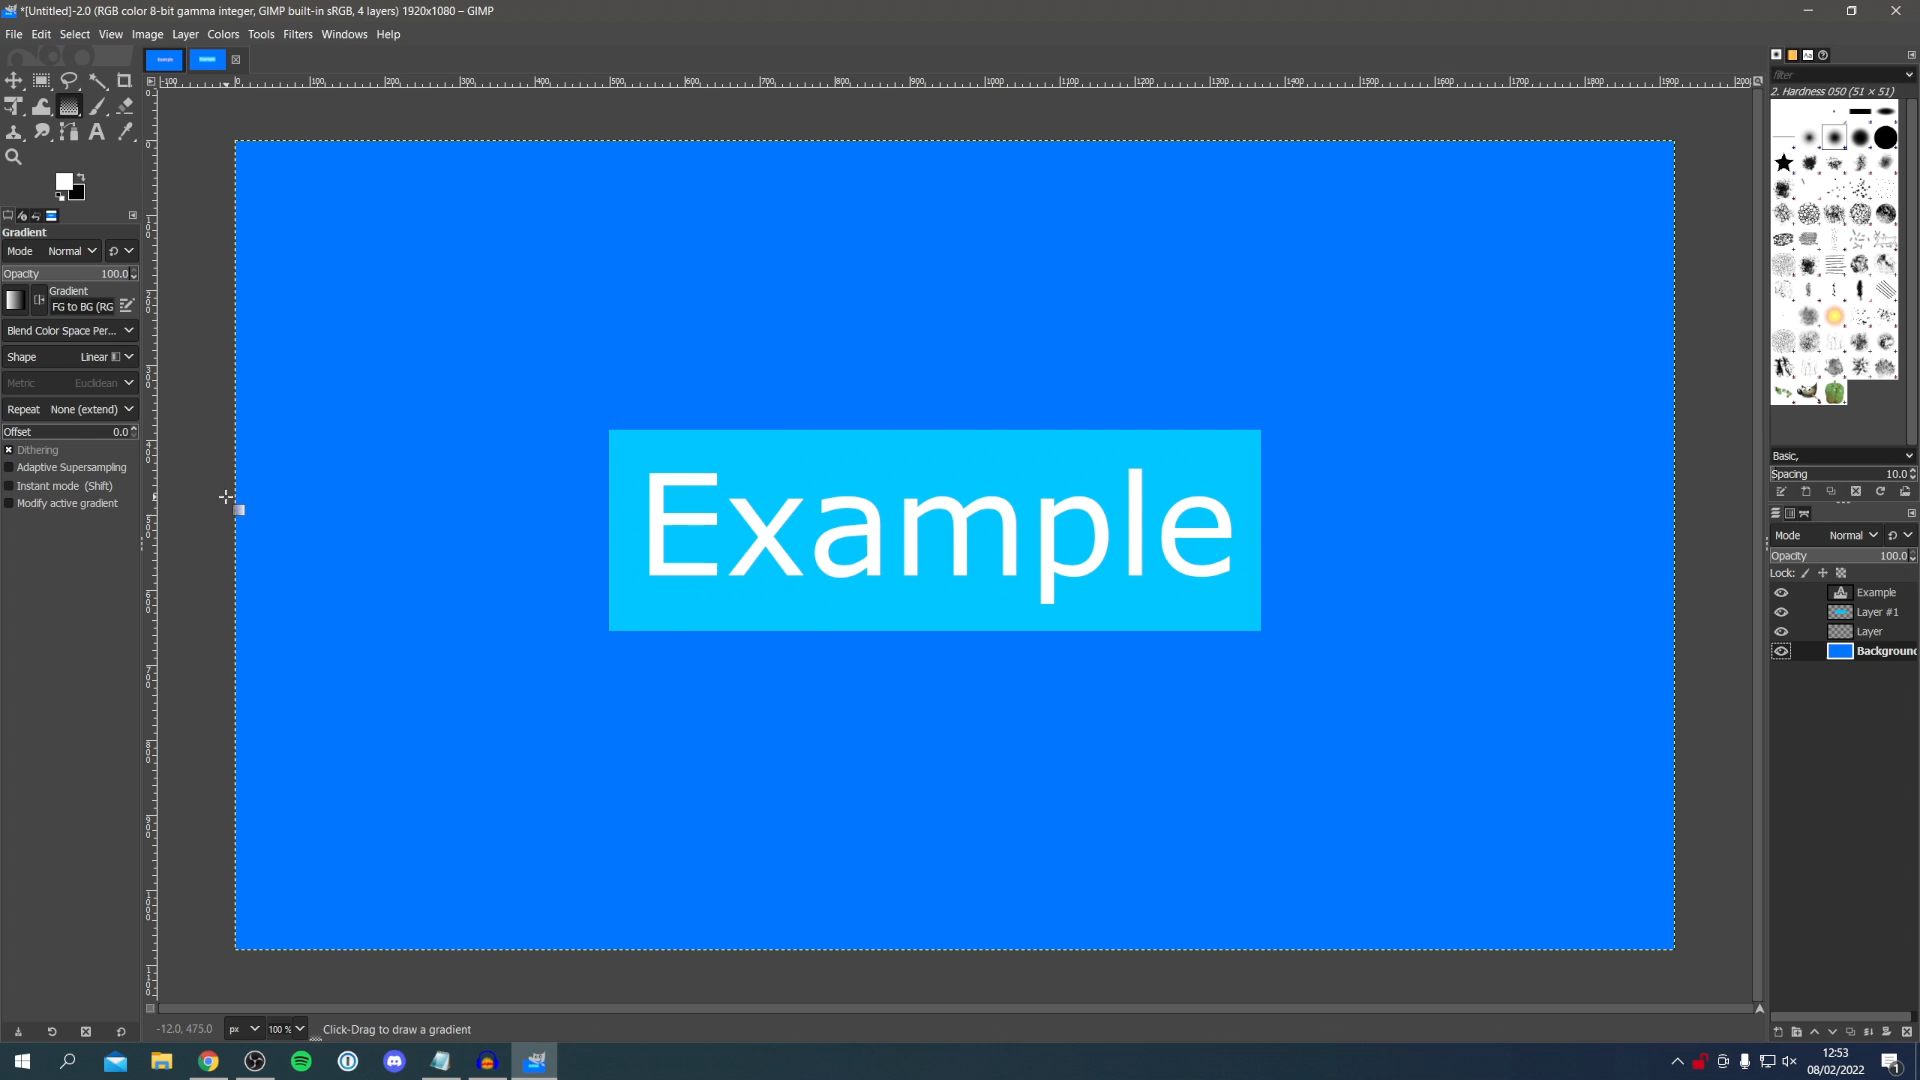 *[Untitled]-2.0 (RGB color 8-bit gamma integer, GIMP built-in sRGB, 4 layers) 1920x1080 – GIMP
File Edit Select View Image Layer Colors Tools Filters Windows Help
filter
2. Hardness 050 (51 × 51)
Gradient
Mode Normal
Opacity 100.0
Gradient
FG to BG (RG
Blend Color Space Per...
Shape Linear
Metric Euclidean
Repeat None (extend)
Offset 0.0
Dithering
Adaptive Supersampling
Instant mode (Shift)
Modify active gradient
Example
Basic,
Spacing 10.0
Mode Normal
Opacity 100.0
Lock:
Example
Layer #1
Layer
Background
-12.0, 475.0 px 100 % Click-Drag to draw a gradient
12:53
08/02/2022
1